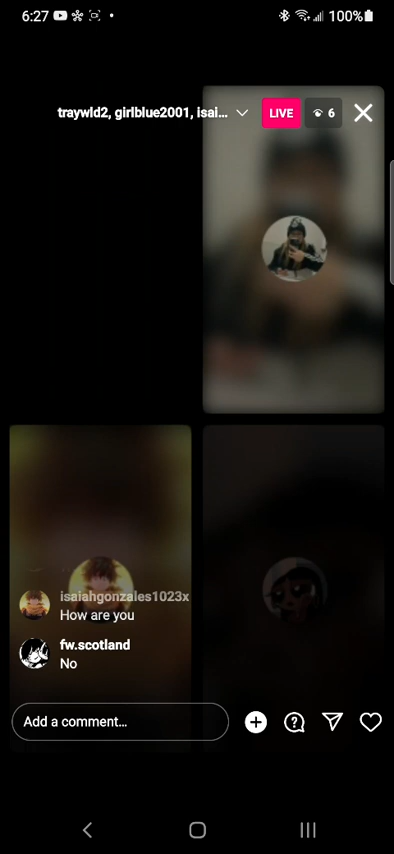 6:27
100%
traywld2, girlblue2001, isai...
LIVE
6
isaiahgonzales1023x
How are you
fw.scotland
No
Add a comment...